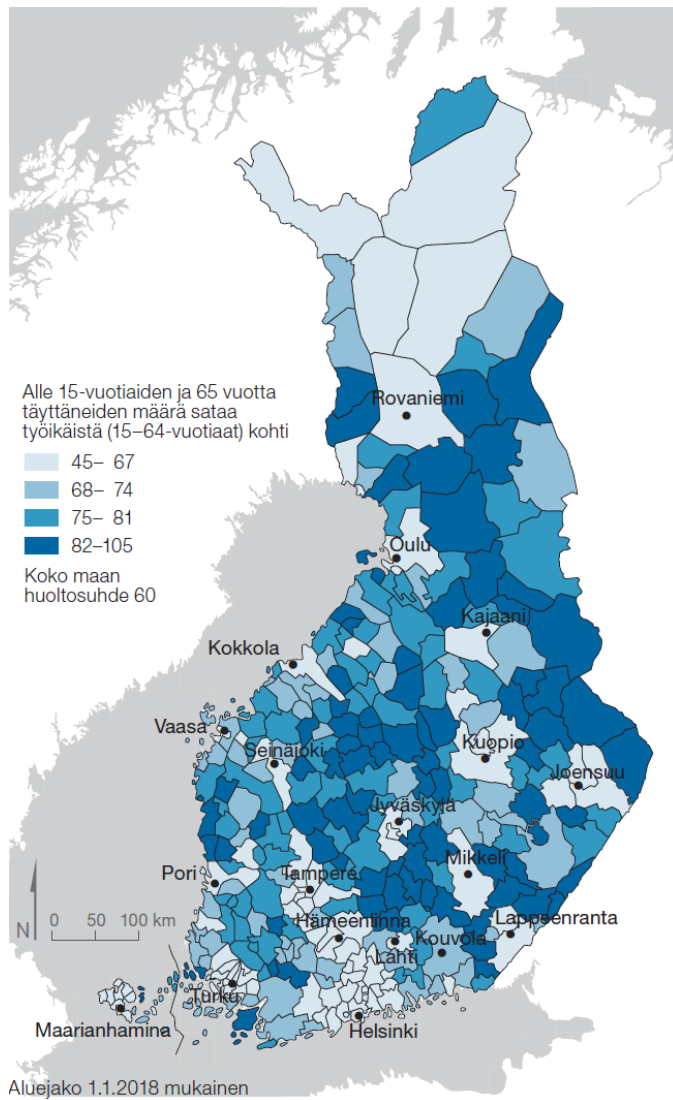 Alle 15-vuotiaiden ja 65 vuotta
täyttäneiden määrä sataa
työikäistä (15–64-vuotiaat) kohti
45– 67
68– 74
75– 81
82–105
Koko maan
huoltosuhde 60
Rovaniemi
Oulu
Kajaani
Kokkola
Vaasa
Seinäjoki
Kuopio
Joensuu
Jyväskylä
Mikkeli
Pori
Tampere
N
0 50 100 km
Hämeenlinna
Lappeenranta
Lahti
Kouvola
Turku
Maarianhamina
Helsinki
Aluejako 1.1.2018 mukainen